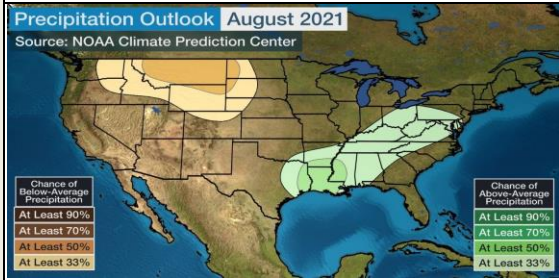 Precipitation Outlook August 2021
Source: NOAA Climate Prediction Center
Chance of
Below-Average
Precipitation
At Least 90%
At Least 70%
At Least 50%
At Least 33%
Chance of
Above-Average
Precipitation
At Least 90%
At Least 70%
At Least 50%
At Least 33%